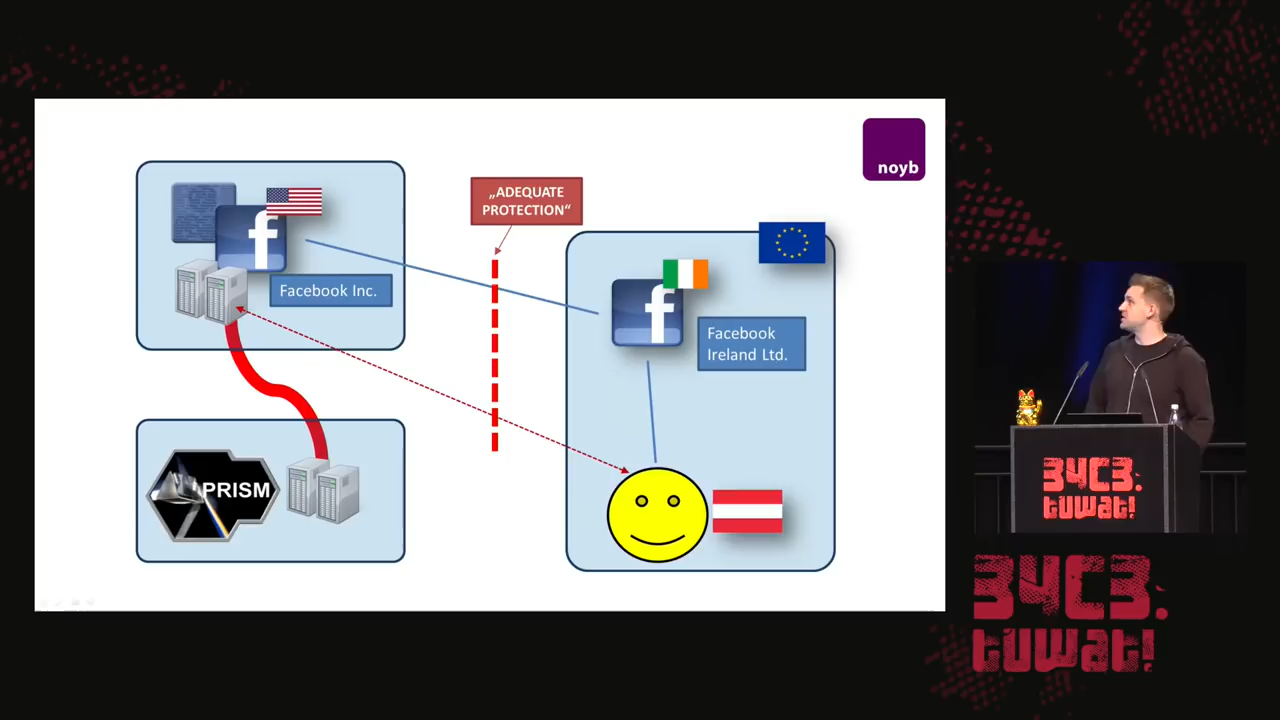 noyb
„ADEQUATE
PROTECTION“
f
Facebook Inc.
f
Facebook
Ireland Ltd.
PRISM
34C3.
tuwat!
34C3.
tuwat!